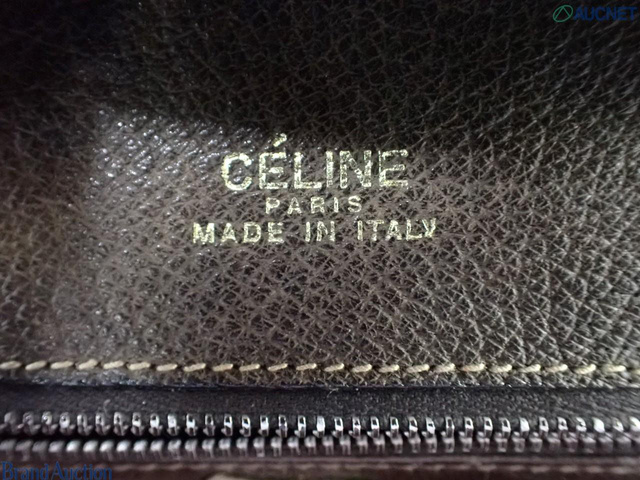 AUCNET
CÉLINE
PARIS
MADE IN ITALY
Brand Auction